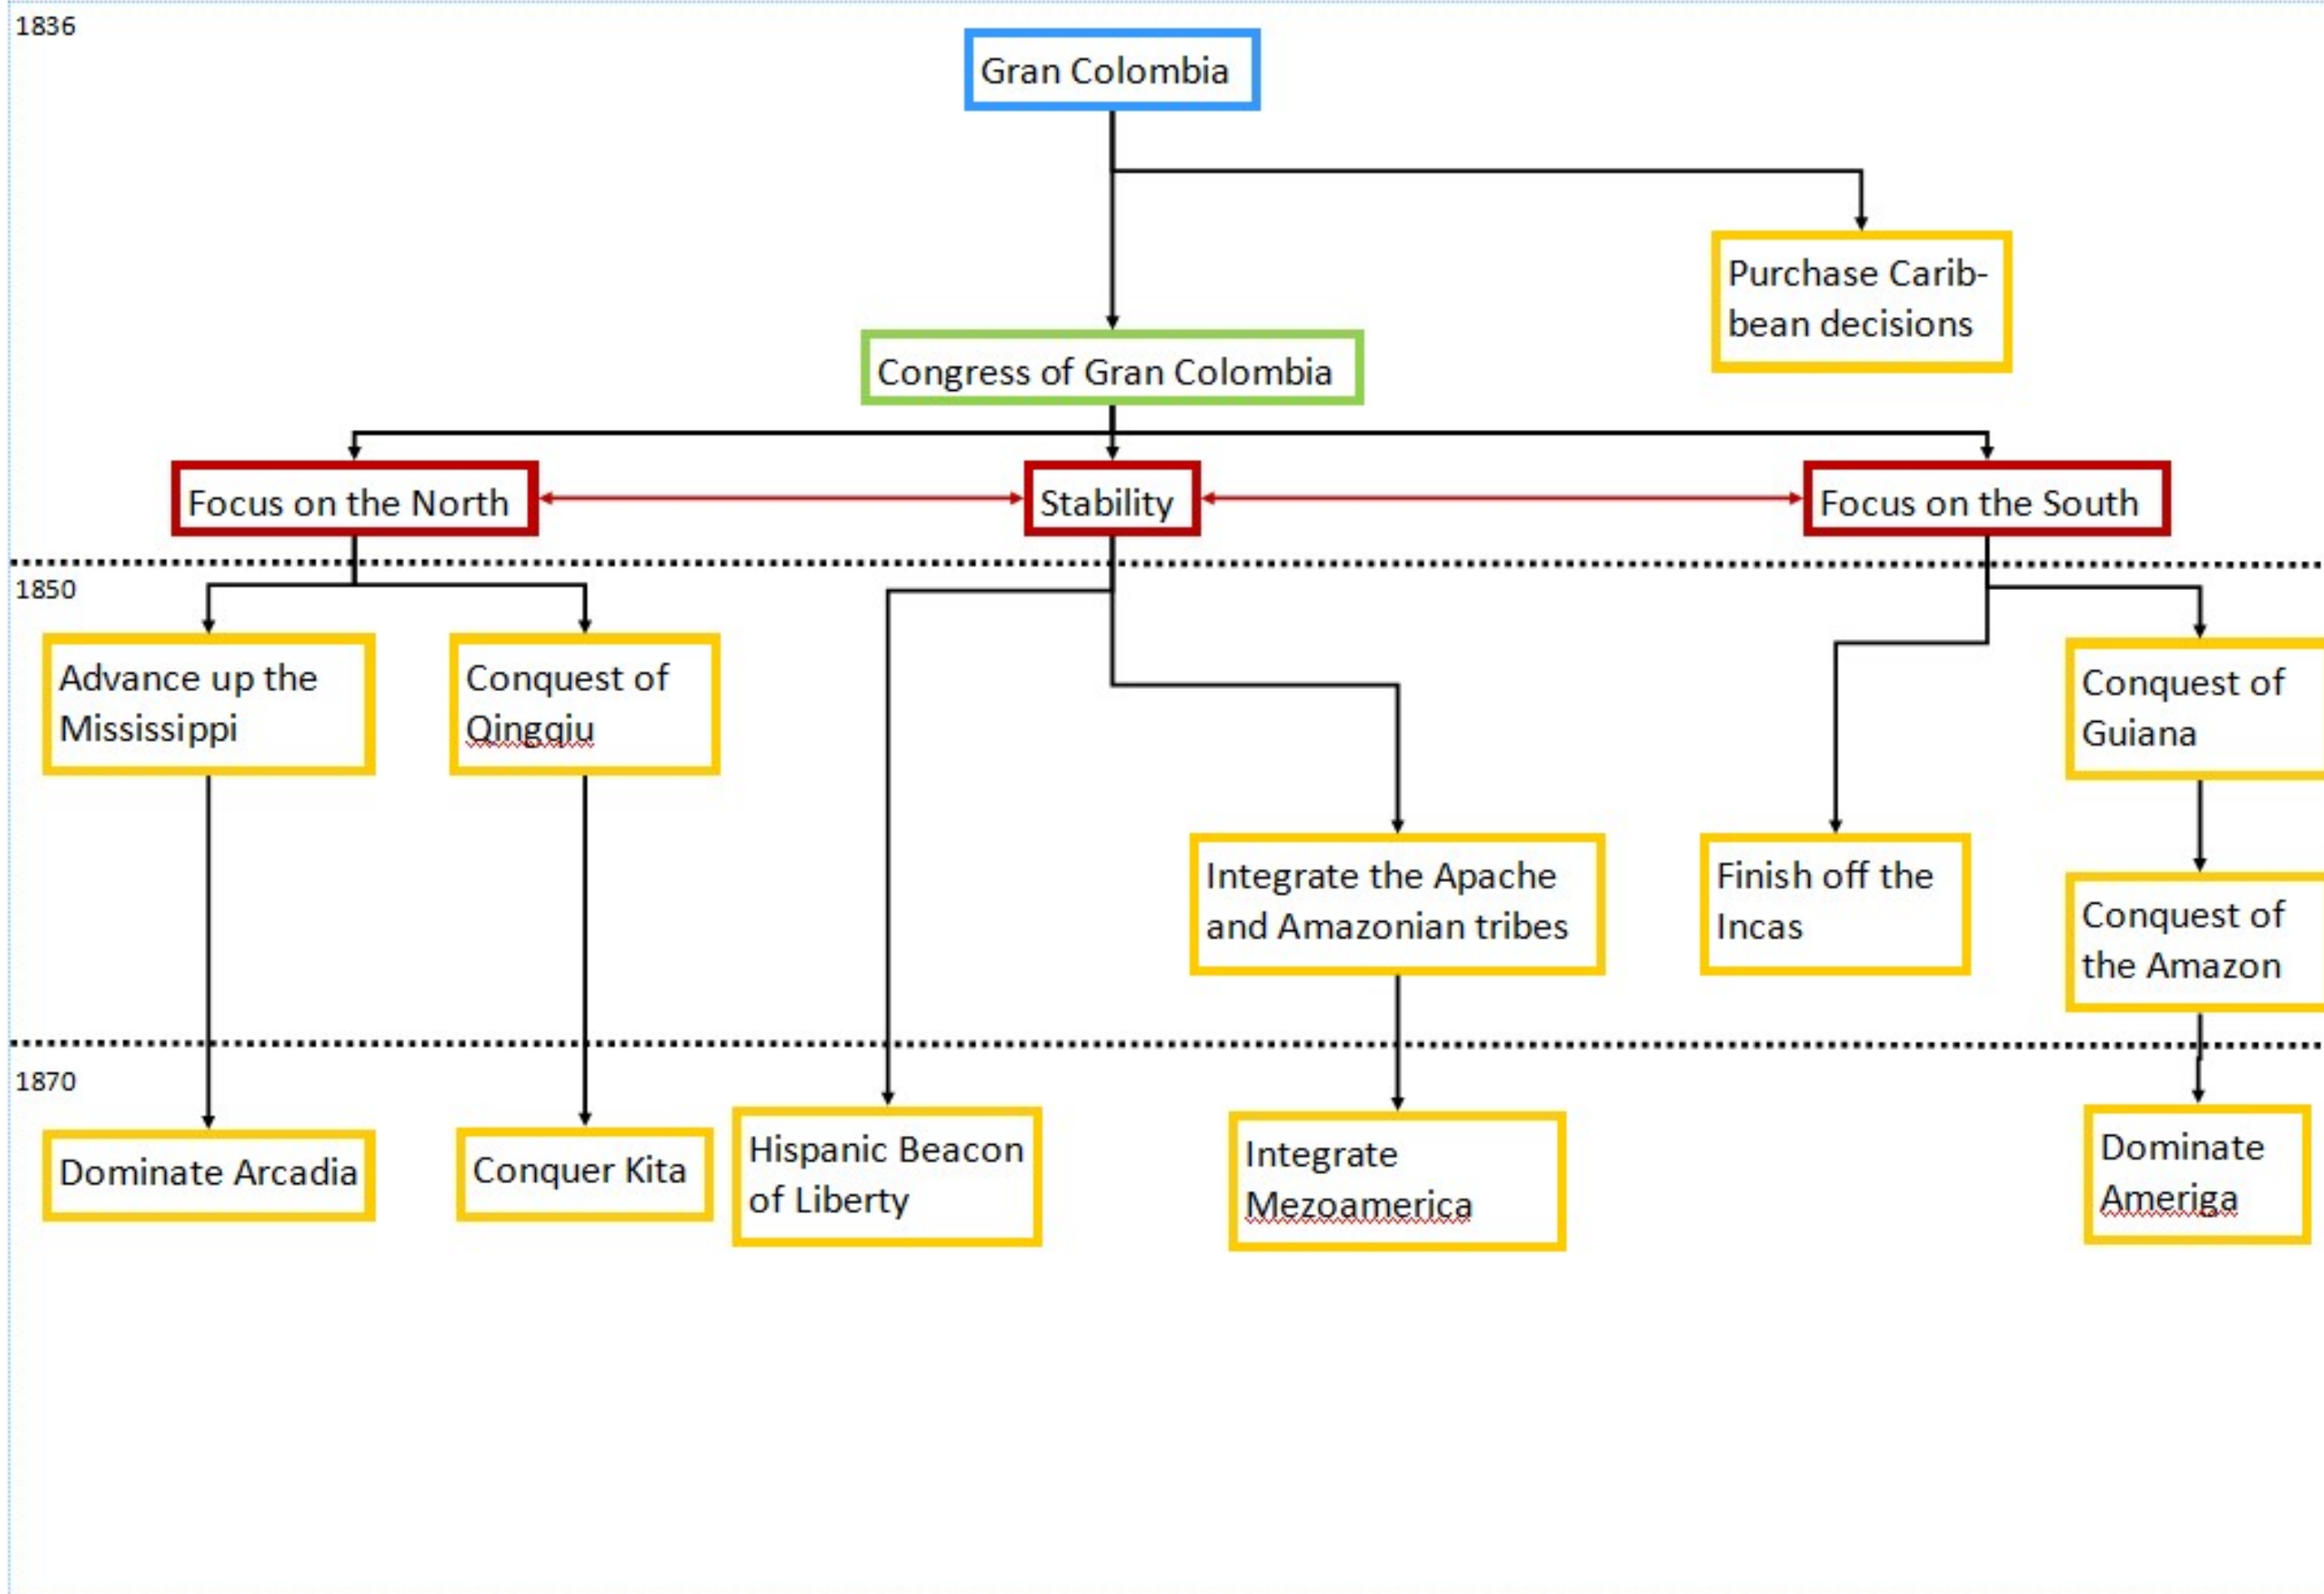 1836
Gran Colombia
Purchase Carib-
bean decisions
Congress of Gran Colombia
Focus on the North
Stability
Focus on the South
1850
Advance up the
Mississippi
Conquest of
Qingqiu
Conquest of
Guiana
Integrate the Apache
and Amazonian tribes
Finish off the
Incas
Conquest of
the Amazon
1870
Dominate Arcadia
Conquer Kita
Hispanic Beacon
of Liberty
Integrate
Mezoamerica
Dominate
Ameriga